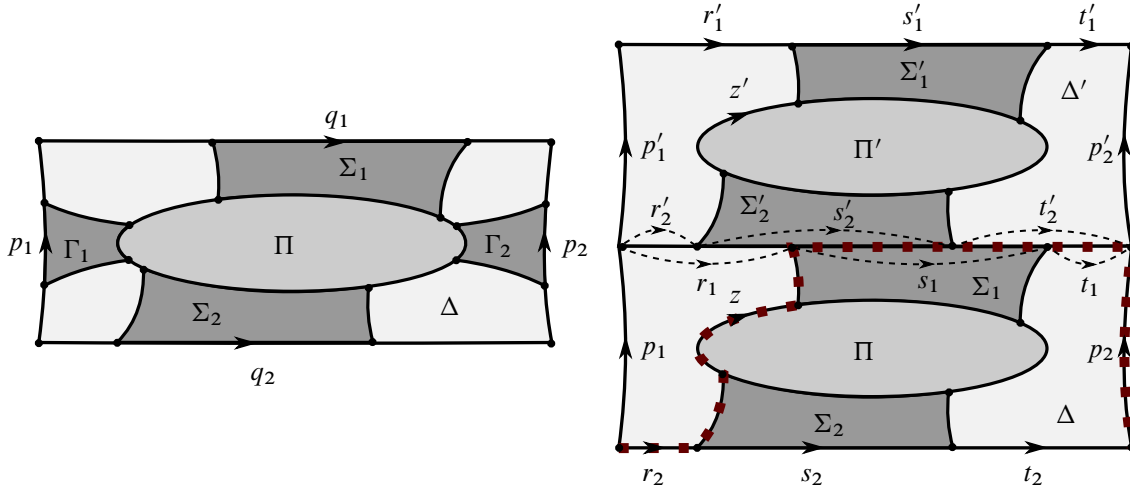 q₁
Σ₁
p₁ Γ₁ Π Γ₂ p₂
Σ₂ Δ
q₂
r′₁ s′₁ t′₁
Σ′₁
z′ Δ′
p′₁ Π′ p′₂
r′₂ Σ′₂ s′₂ t′₂
r₁ s₁ Σ₁ t₁
z
p₁ Π p₂
Σ₂ Δ
r₂ s₂ t₂